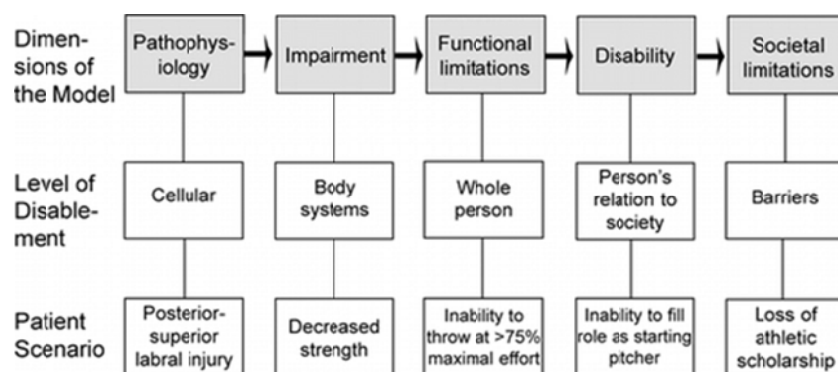 Dimen-
sions of
the Model
Pathophys-
iology
Impairment
Functional
limitations
Disability
Societal
limitations
Level of
Disable-
ment
Cellular
Body
systems
Whole
person
Person's
relation to
society
Barriers
Patient
Scenario
Posterior-
superior
labral injury
Decreased
strength
Inability to
throw at >75%
maximal effort
Inability to fill
role as starting
ptcher
Loss of
athletic
scholarship